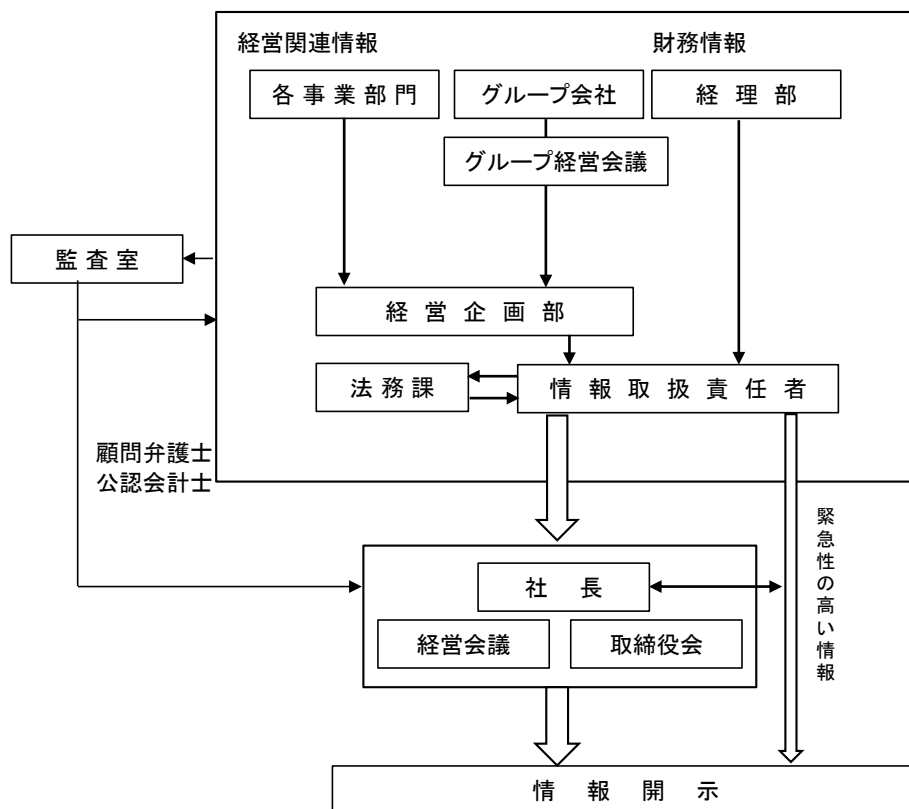 経営関連情報
財務情報
各事業部門
グループ会社
経理部
グループ経営会議
監査室
経営企画部
法務課
情報取扱責任者
顧問弁護士
公認会計士
緊急性の高い情報
社長
経営会議
取締役会
情報開示